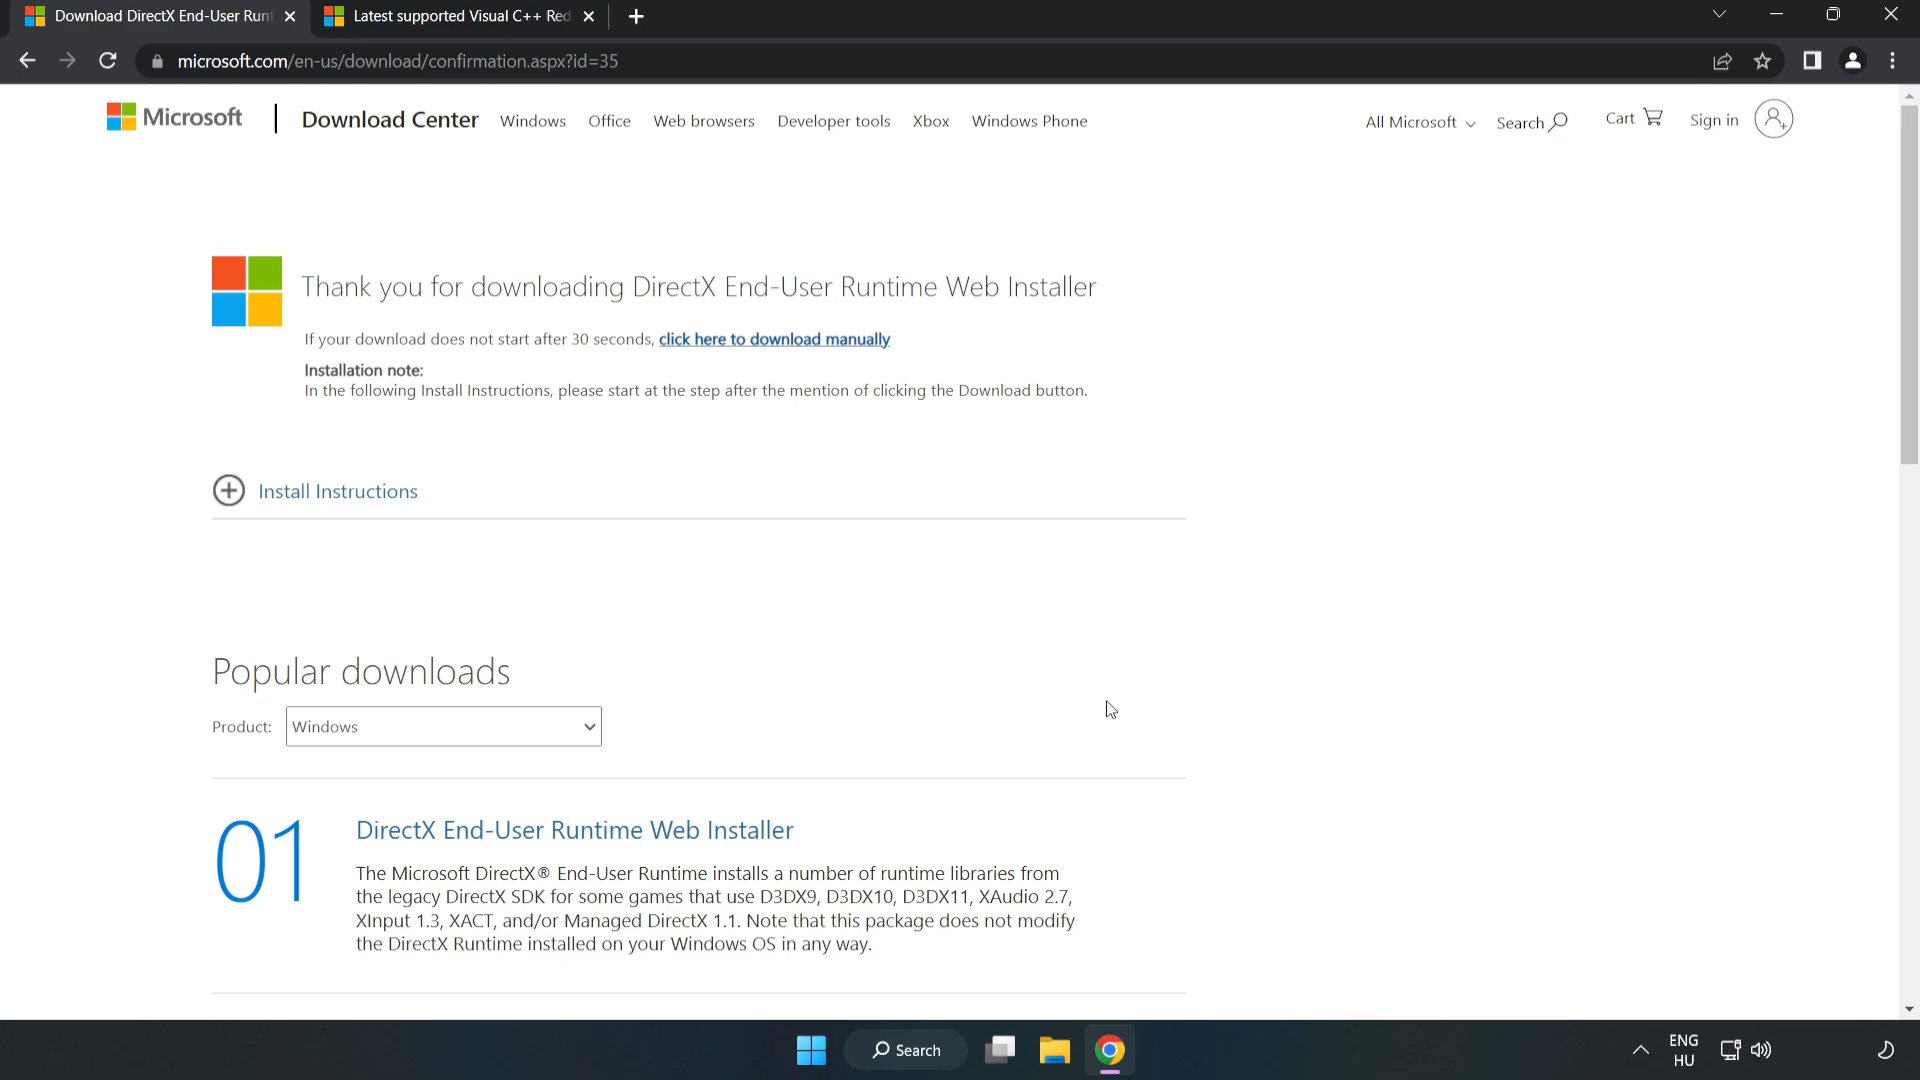 Download DirectX End-User Runt
Latest supported Visual C++ Red
microsoft.com/en-us/download/confirmation.aspx?id=35
Microsoft
Download Center
Windows
Office
Web browsers
Developer tools
Xbox
Windows Phone
All Microsoft
Search
Cart
Sign in
Thank you for downloading DirectX End-User Runtime Web Installer
If your download does not start after 30 seconds, click here to download manually
Installation note:
In the following Install Instructions, please start at the step after the mention of clicking the Download button.
Install Instructions
Popular downloads
Product:
Windows
01
DirectX End-User Runtime Web Installer
The Microsoft DirectX® End-User Runtime installs a number of runtime libraries from
the legacy DirectX SDK for some games that use D3DX9, D3DX10, D3DX11, XAudio 2.7,
XInput 1.3, XACT, and/or Managed DirectX 1.1. Note that this package does not modify
the DirectX Runtime installed on your Windows OS in any way.
Search
ENG
HU